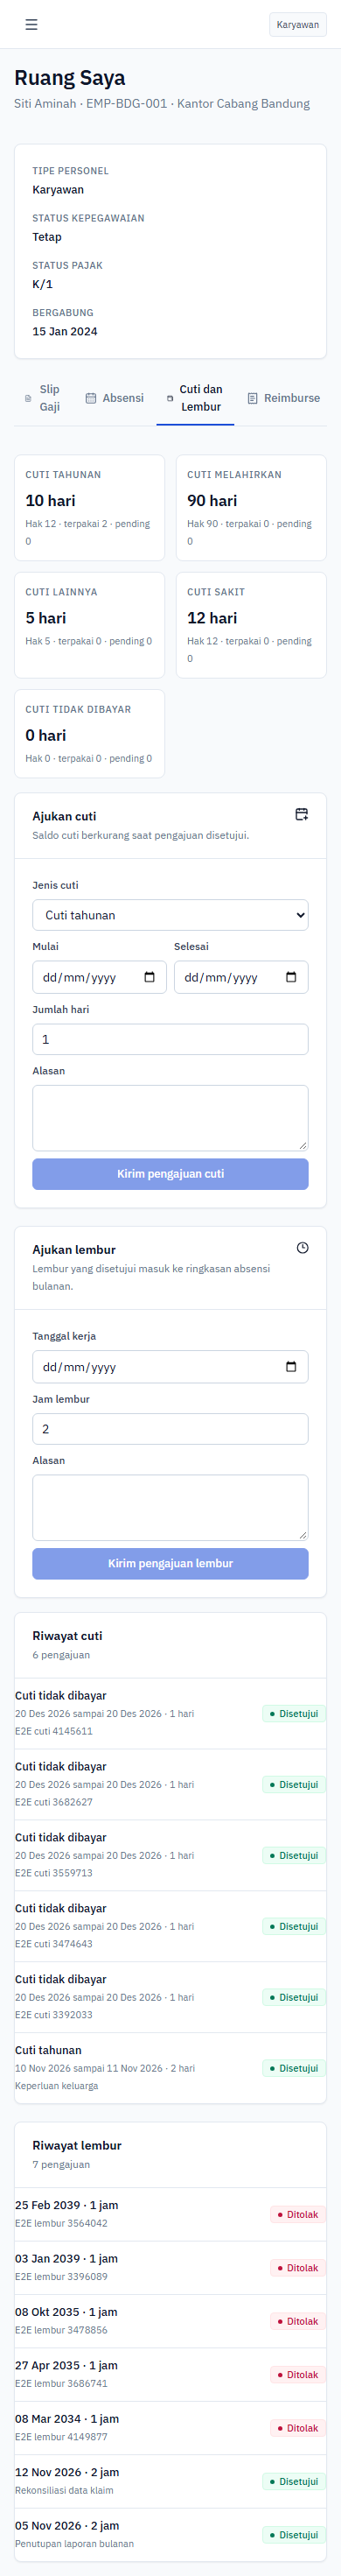 Karyawan
Ruang Saya
Siti Aminah · EMP-BDG-001 · Kantor Cabang Bandung
TIPE PERSONEL
Karyawan
STATUS KEPEGAWAIAN
Tetap
STATUS PAJAK
K/1
BERGABUNG
15 Jan 2024
Slip
Gaji
Absensi
Cuti dan
Lembur
Reimburse
CUTI TAHUNAN
10 hari
Hak 12 · terpakai 2 · pending
0
CUTI MELAHIRKAN
90 hari
Hak 90 · terpakai 0 · pending
0
CUTI LAINNYA
5 hari
Hak 5 · terpakai 0 · pending 0
CUTI SAKIT
12 hari
Hak 12 · terpakai 0 · pending
0
CUTI TIDAK DIBAYAR
0 hari
Hak 0 · terpakai 0 · pending 0
Ajukan cuti
Saldo cuti berkurang saat pengajuan disetujui.
Jenis cuti
Cuti tahunan
Mulai
Selesai
dd/mm/yyyy
dd/mm/yyyy
Jumlah hari
1
Alasan
Kirim pengajuan cuti
Ajukan lembur
Lembur yang disetujui masuk ke ringkasan absensi
bulanan.
Tanggal kerja
dd/mm/yyyy
Jam lembur
2
Alasan
Kirim pengajuan lembur
Riwayat cuti
6 pengajuan
Cuti tidak dibayar
20 Des 2026 sampai 20 Des 2026 · 1 hari
E2E cuti 4145611
Disetujui
Cuti tidak dibayar
20 Des 2026 sampai 20 Des 2026 · 1 hari
E2E cuti 3682627
Disetujui
Cuti tidak dibayar
20 Des 2026 sampai 20 Des 2026 · 1 hari
E2E cuti 3559713
Disetujui
Cuti tidak dibayar
20 Des 2026 sampai 20 Des 2026 · 1 hari
E2E cuti 3474643
Disetujui
Cuti tidak dibayar
20 Des 2026 sampai 20 Des 2026 · 1 hari
E2E cuti 3392033
Disetujui
Cuti tahunan
10 Nov 2026 sampai 11 Nov 2026 · 2 hari
Keperluan keluarga
Disetujui
Riwayat lembur
7 pengajuan
25 Feb 2039 · 1 jam
E2E lembur 3564042
Ditolak
03 Jan 2039 · 1 jam
E2E lembur 3396089
Ditolak
08 Okt 2035 · 1 jam
E2E lembur 3478856
Ditolak
27 Apr 2035 · 1 jam
E2E lembur 3686741
Ditolak
08 Mar 2034 · 1 jam
E2E lembur 4149877
Ditolak
12 Nov 2026 · 2 jam
Rekonsiliasi data klaim
Disetujui
05 Nov 2026 · 2 jam
Penutupan laporan bulanan
Disetujui